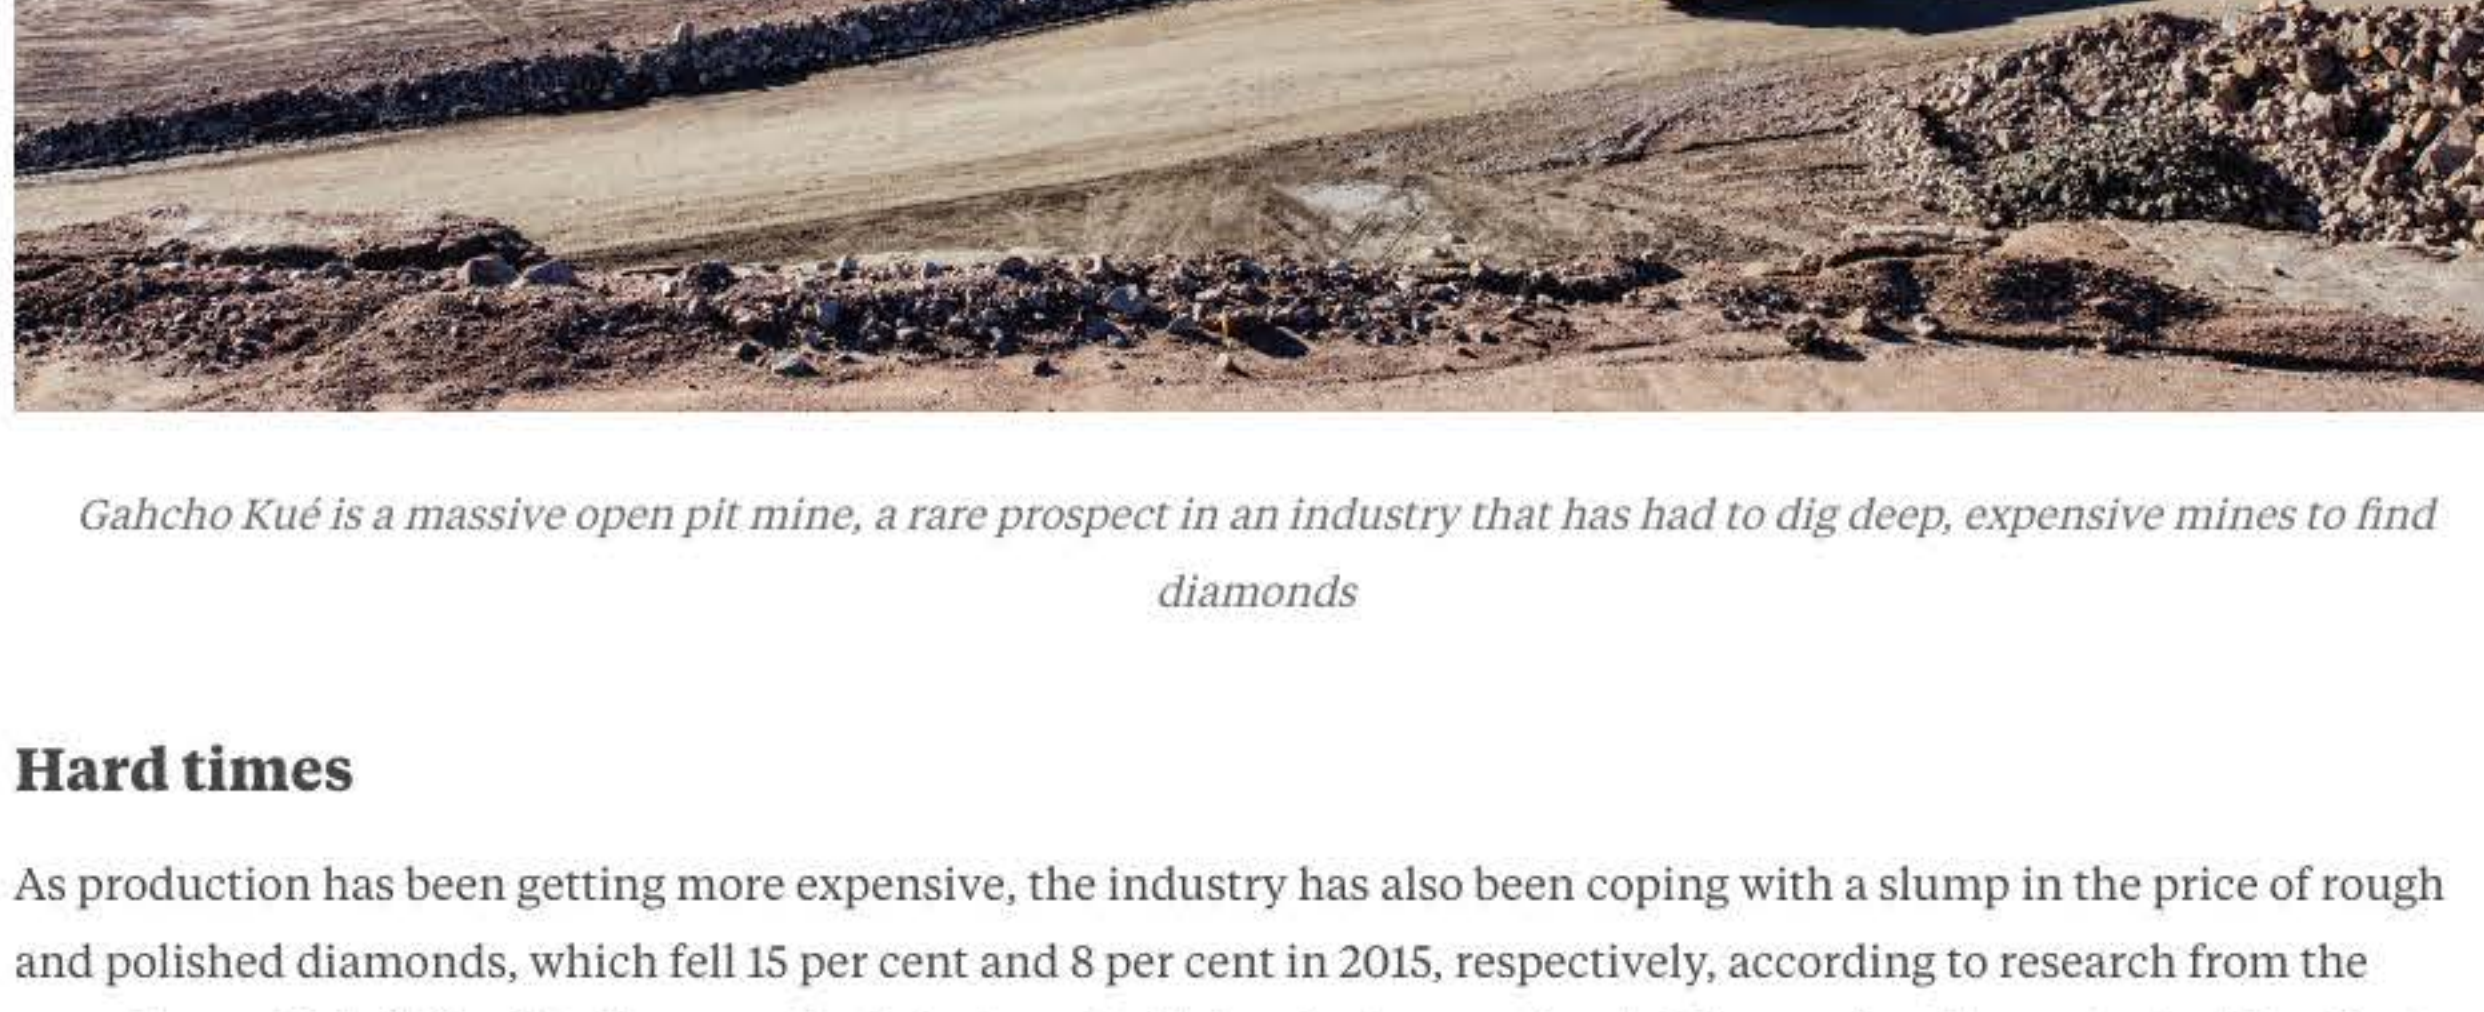 Gahcho Kué is a massive open pit mine, a rare prospect in an industry that has had to dig deep, expensive mines to find
diamonds
Hard times
As production has been getting more expensive, the industry has also been coping with a slump in the price of rough
and polished diamonds, which fell 15 per cent and 8 per cent in 2015, respectively, according to research from the